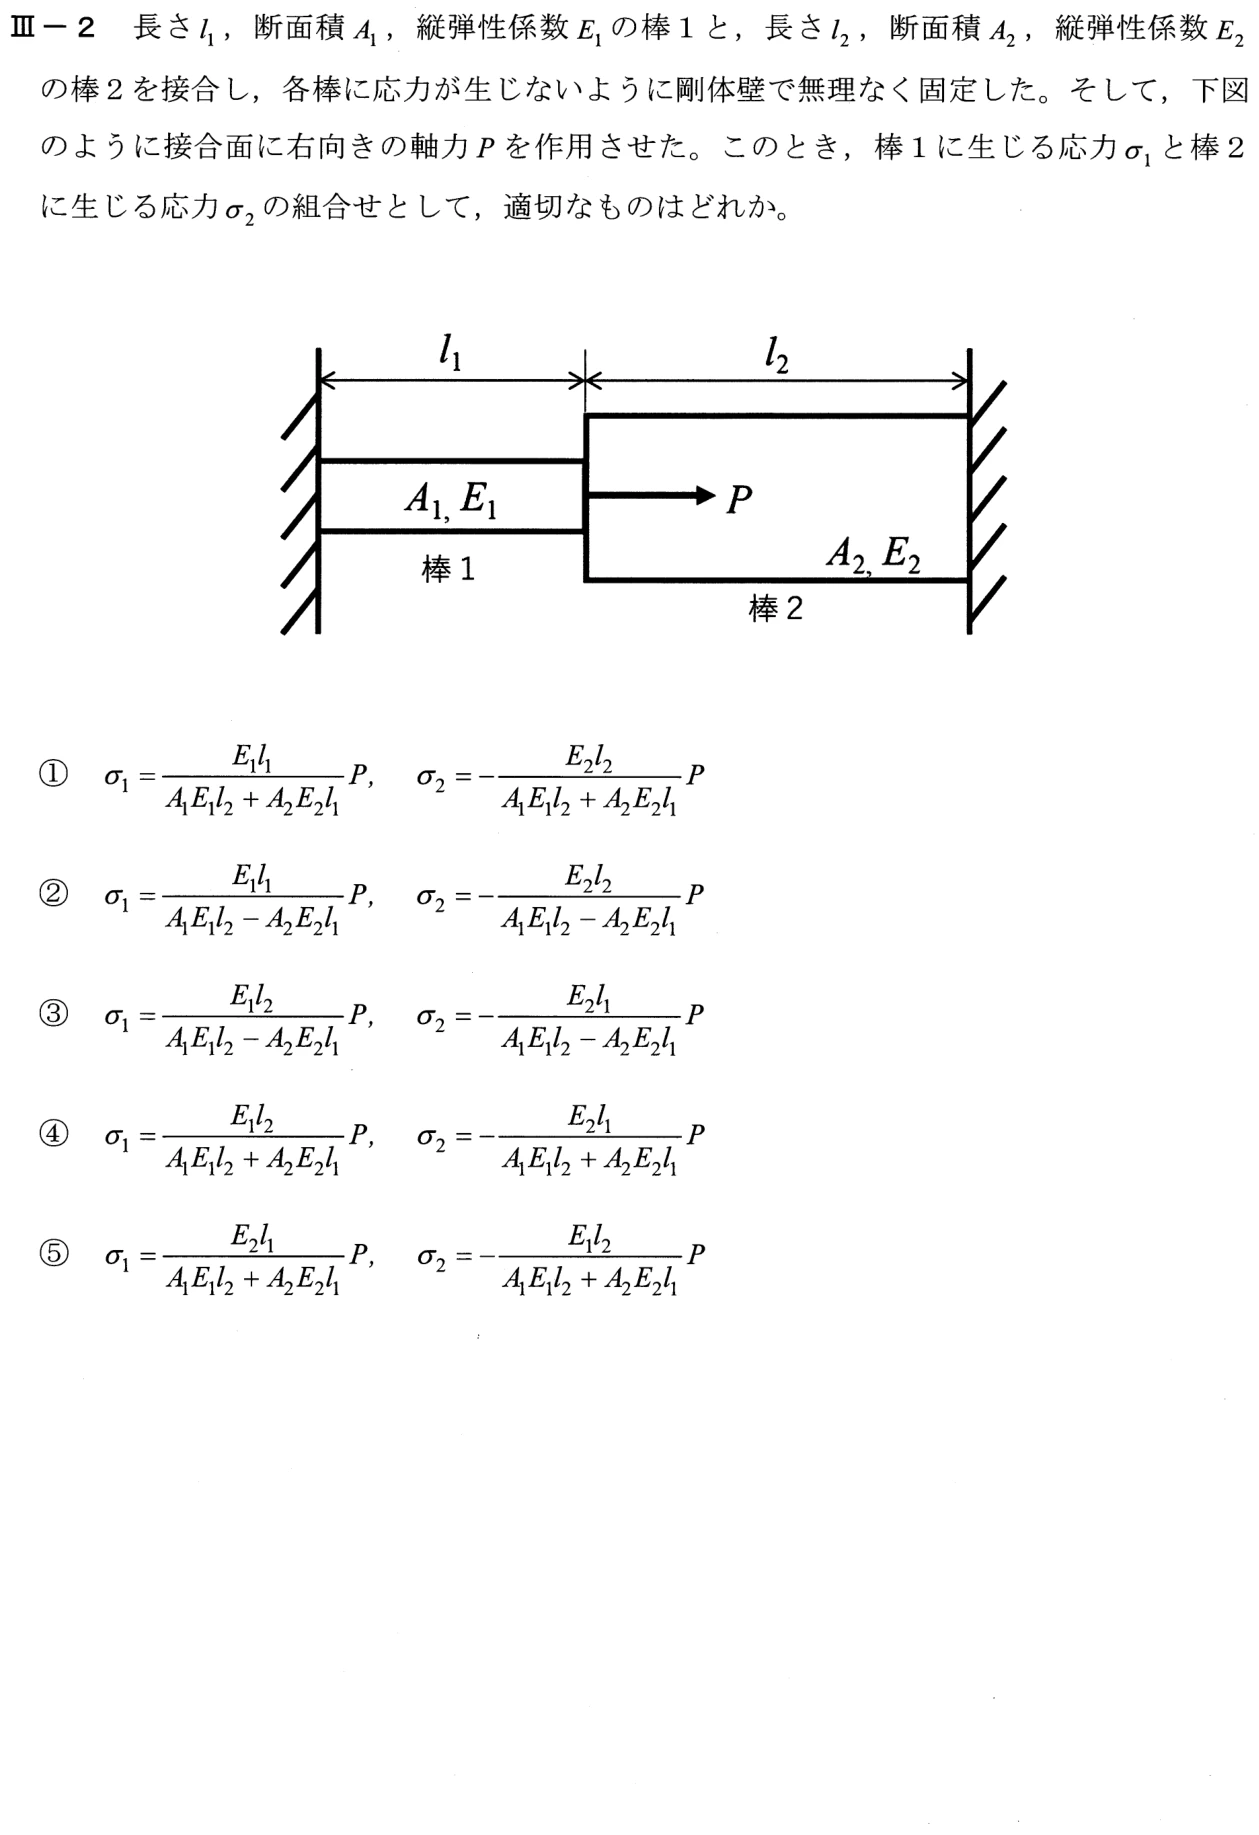 Ⅲ－2　長さ l₁，断面積 A₁，縦弾性係数 E₁ の棒1と，長さ l₂，断面積 A₂，縦弾性係数 E₂
の棒2を接合し，各棒に応力が生じないように剛体壁で無理なく固定した。そして，下図
のように接合面に右向きの軸力 P を作用させた。このとき，棒1に生じる応力 σ₁ と棒2
に生じる応力 σ₂ の組合せとして，適切なものはどれか。
l₁ l₂
A₁, E₁
P
A₂, E₂
棒1
棒2
① σ₁ = E₁l₁ / (A₁E₁l₂ + A₂E₂l₁) P, σ₂ = − E₂l₂ / (A₁E₁l₂ + A₂E₂l₁) P
② σ₁ = E₁l₁ / (A₁E₁l₂ − A₂E₂l₁) P, σ₂ = − E₂l₂ / (A₁E₁l₂ − A₂E₂l₁) P
③ σ₁ = E₁l₂ / (A₁E₁l₂ − A₂E₂l₁) P, σ₂ = − E₂l₁ / (A₁E₁l₂ − A₂E₂l₁) P
④ σ₁ = E₁l₂ / (A₁E₁l₂ + A₂E₂l₁) P, σ₂ = − E₂l₁ / (A₁E₁l₂ + A₂E₂l₁) P
⑤ σ₁ = E₂l₁ / (A₁E₁l₂ + A₂E₂l₁) P, σ₂ = − E₁l₂ / (A₁E₁l₂ + A₂E₂l₁) P